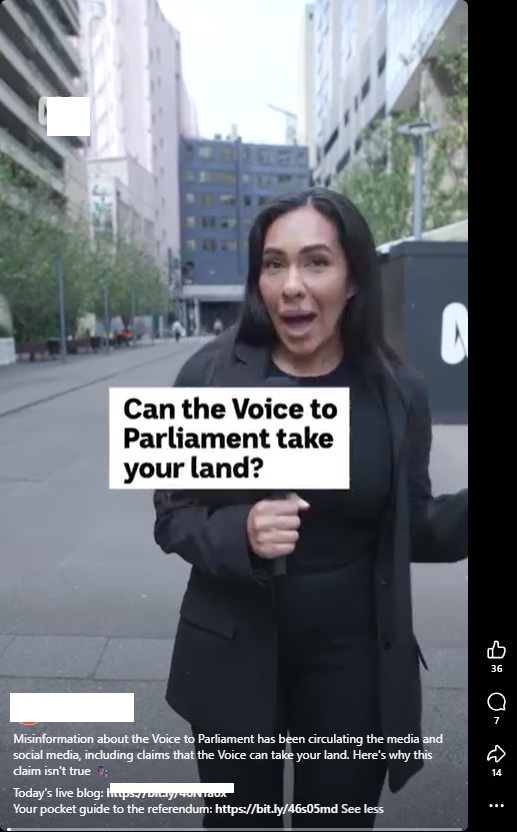 Can the Voice to
Parliament take
your land?
36
7
14
Misinformation about the Voice to Parliament has been circulating the media and
social media, including claims that the Voice can take your land. Here's why this
claim isn't true
Today's live blog:
Your pocket guide to the referendum: https://bit.ly/46s05md See less